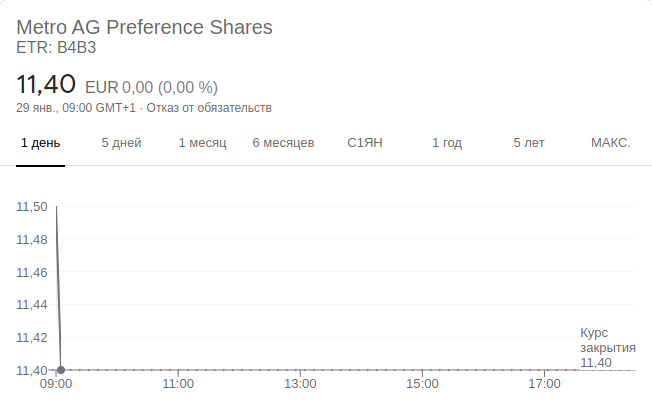 Metro AG Preference Shares
ETR: B4B3
11,40 EUR 0,00 (0,00 %)
29 янв., 09:00 GMT+1 · Отказ от обязательств
1 день 5 дней 1 месяц 6 месяцев С1ЯН 1 год 5 лет МАКС.
11,50
11,48
11,46
11,44
11,42
Курс
закрытия
11,40
11,40
09:00 11:00 13:00 15:00 17:00